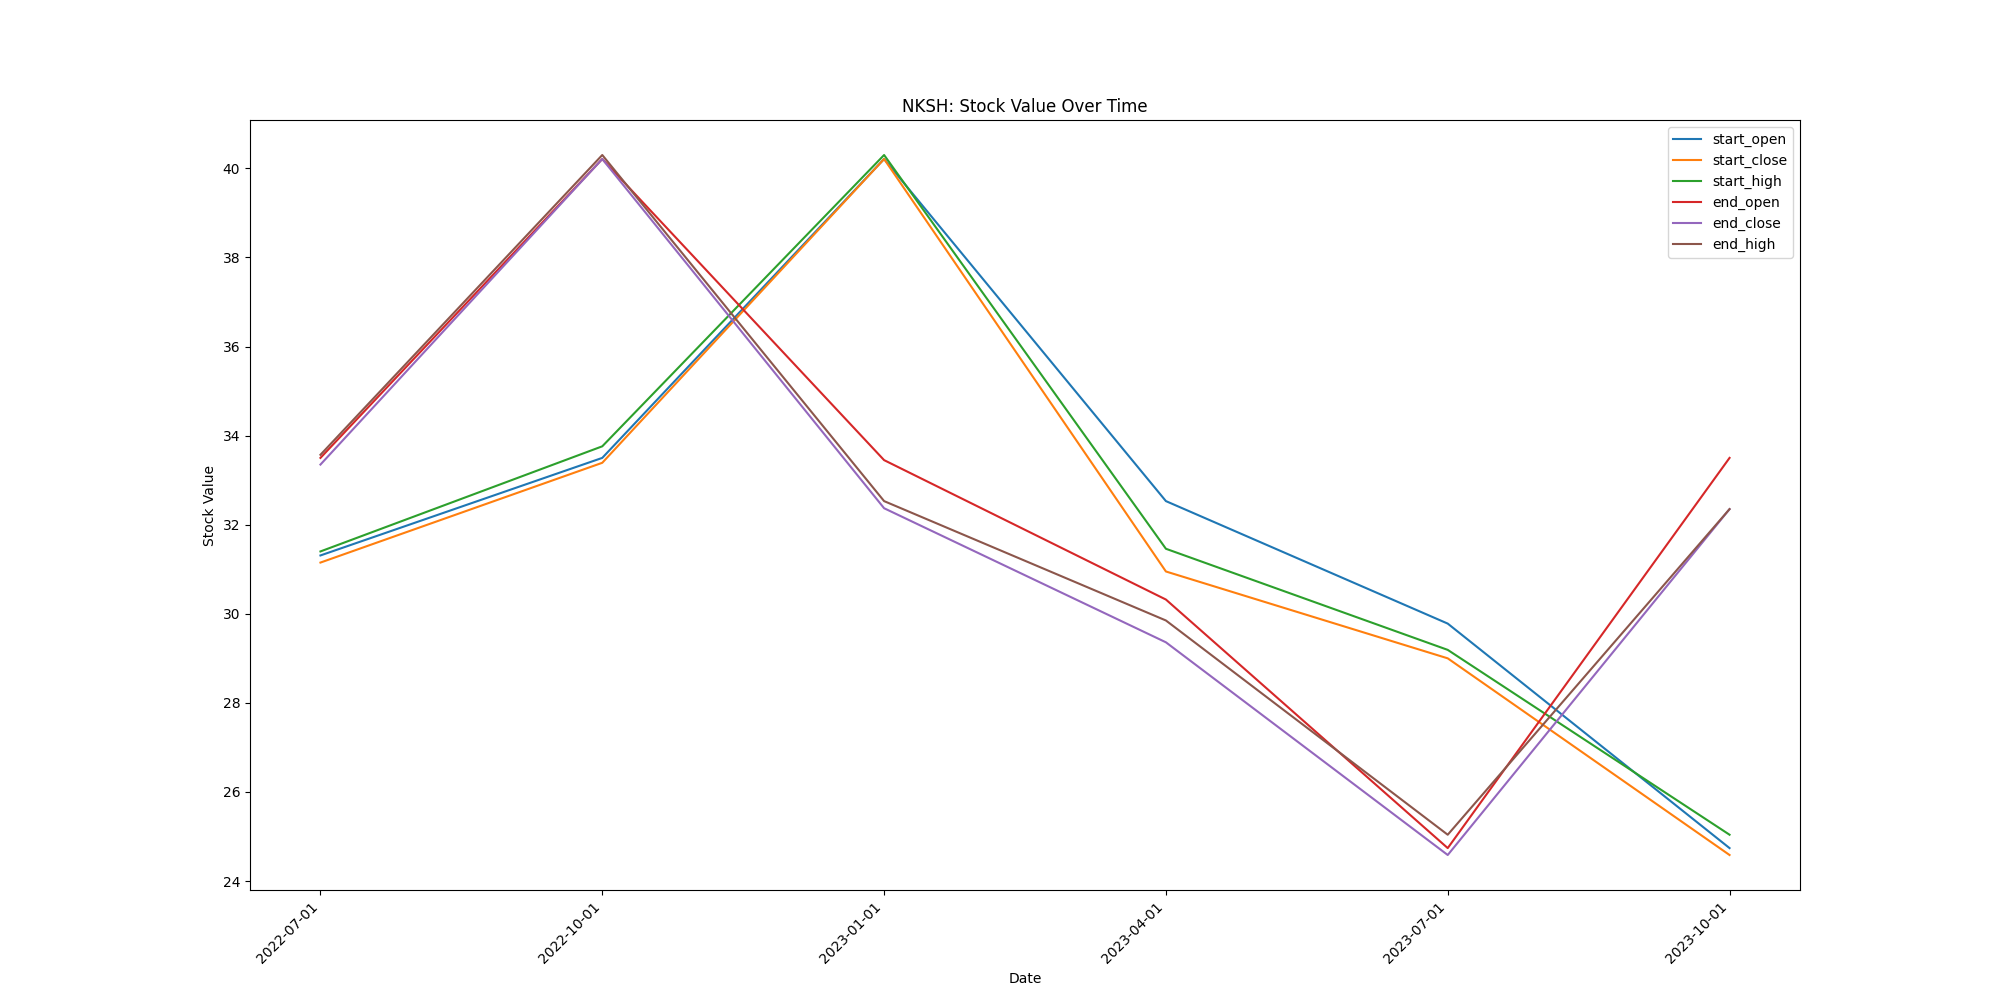 NKSH: Stock Value Over Time
start_open
start_close
start_high
end_open
end_close
end_high
Stock Value
40
38
36
34
32
30
28
26
24
2022-07-01
2022-10-01
2023-01-01
2023-04-01
2023-07-01
2023-10-01
Date